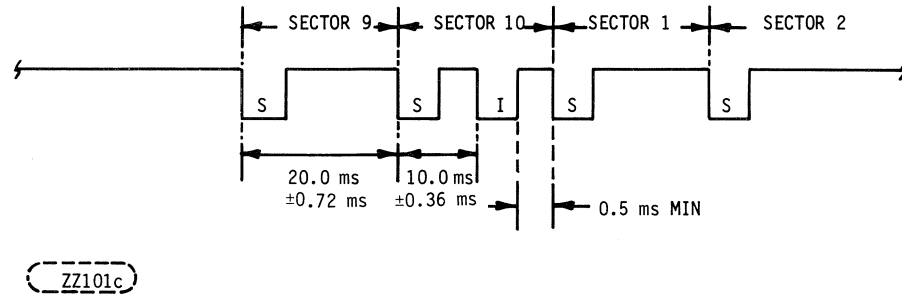 SECTOR 9 SECTOR 10 SECTOR 1 SECTOR 2
S S I S S
20.0 ms 10.0 ms
±0.72 ms ±0.36 ms 0.5 ms MIN
ZZ101c